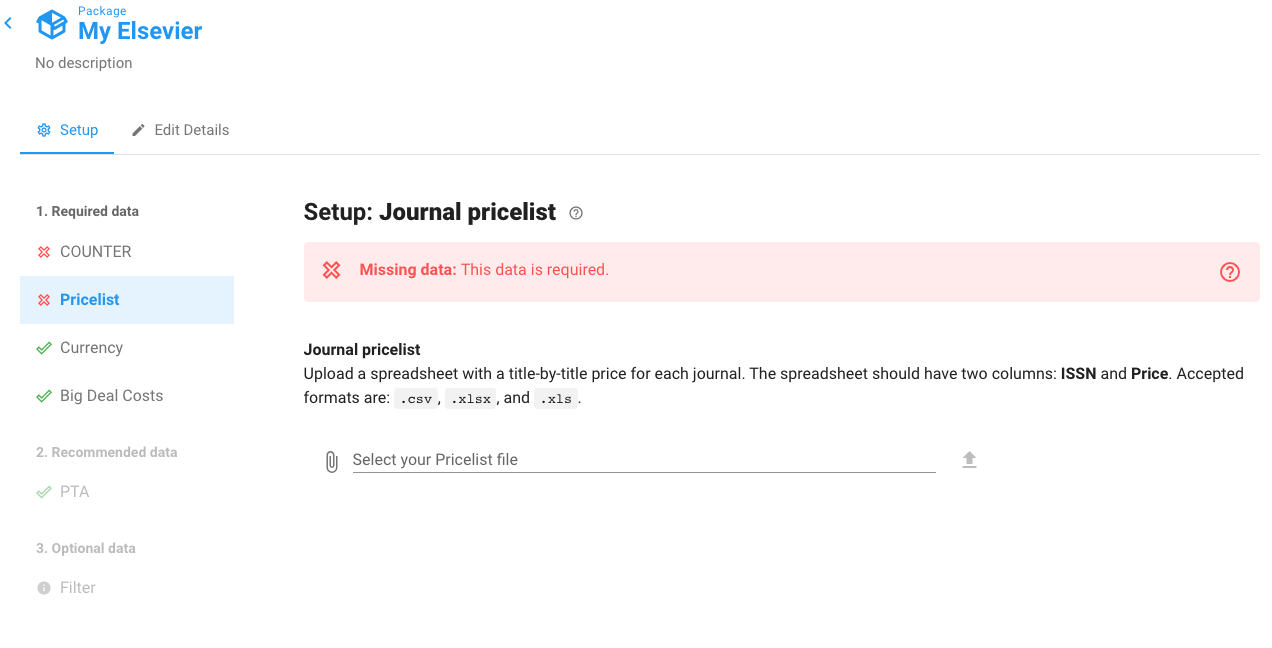 Package
My Elsevier
No description
Setup
Edit Details
1. Required data
COUNTER
Pricelist
Currency
Big Deal Costs
2. Recommended data
PTA
3. Optional data
Filter
Setup: Journal pricelist
Missing data: This data is required.
Journal pricelist
Upload a spreadsheet with a title-by-title price for each journal. The spreadsheet should have two columns: ISSN and Price. Accepted
formats are: .csv, .xlsx, and .xls.
Select your Pricelist file